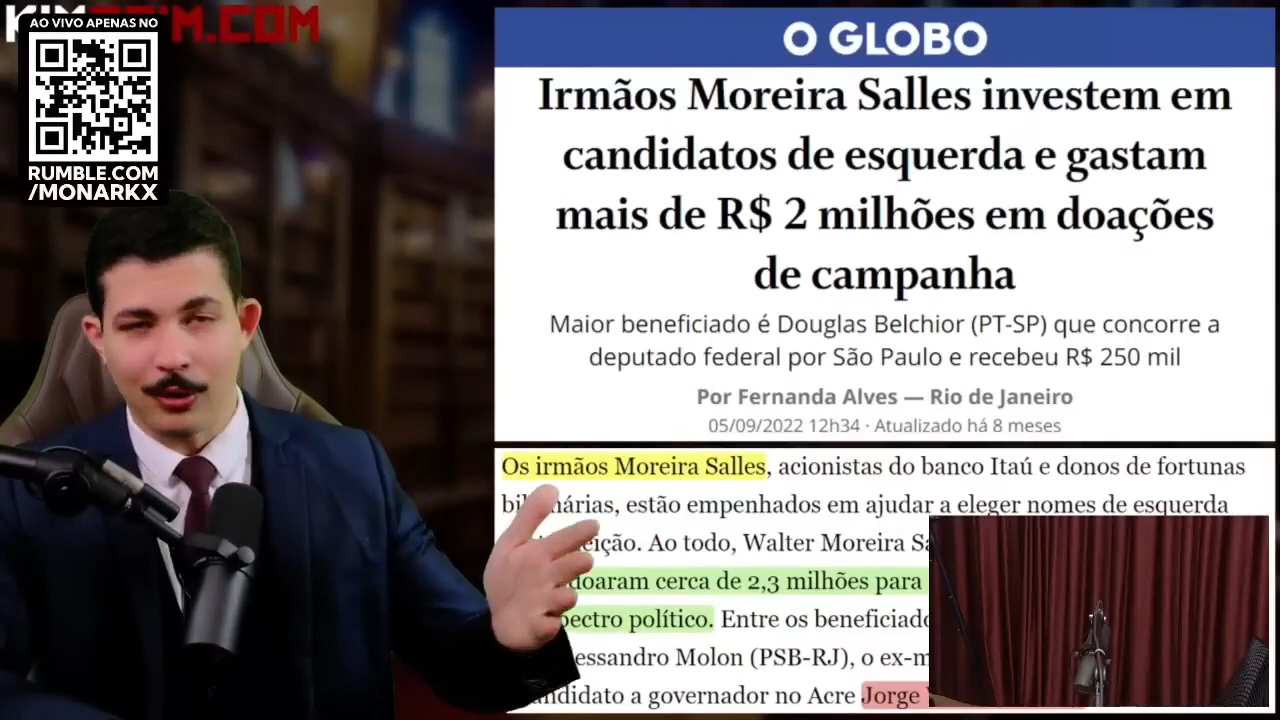 AO VIVO APENAS NO
RUMBLE.COM
/MONARKX
O GLOBO
Irmãos Moreira Salles investem em
candidatos de esquerda e gastam
mais de R$ 2 milhões em doações
de campanha
Maior beneficiado é Douglas Belchior (PT-SP) que concorre a
deputado federal por São Paulo e recebeu R$ 250 mil
Por Fernanda Alves — Rio de Janeiro
05/09/2022 12h34 · Atualizado há 8 meses
Os irmãos Moreira Salles, acionistas do banco Itaú e donos de fortunas
estão empenhados em ajudar a eleger nomes de esquerda
Ao todo, Walter Moreira
doaram cerca de 2,3 milhões para
político. Entre os
Molon (PSB-RJ), o
a governador no Acre Jorge